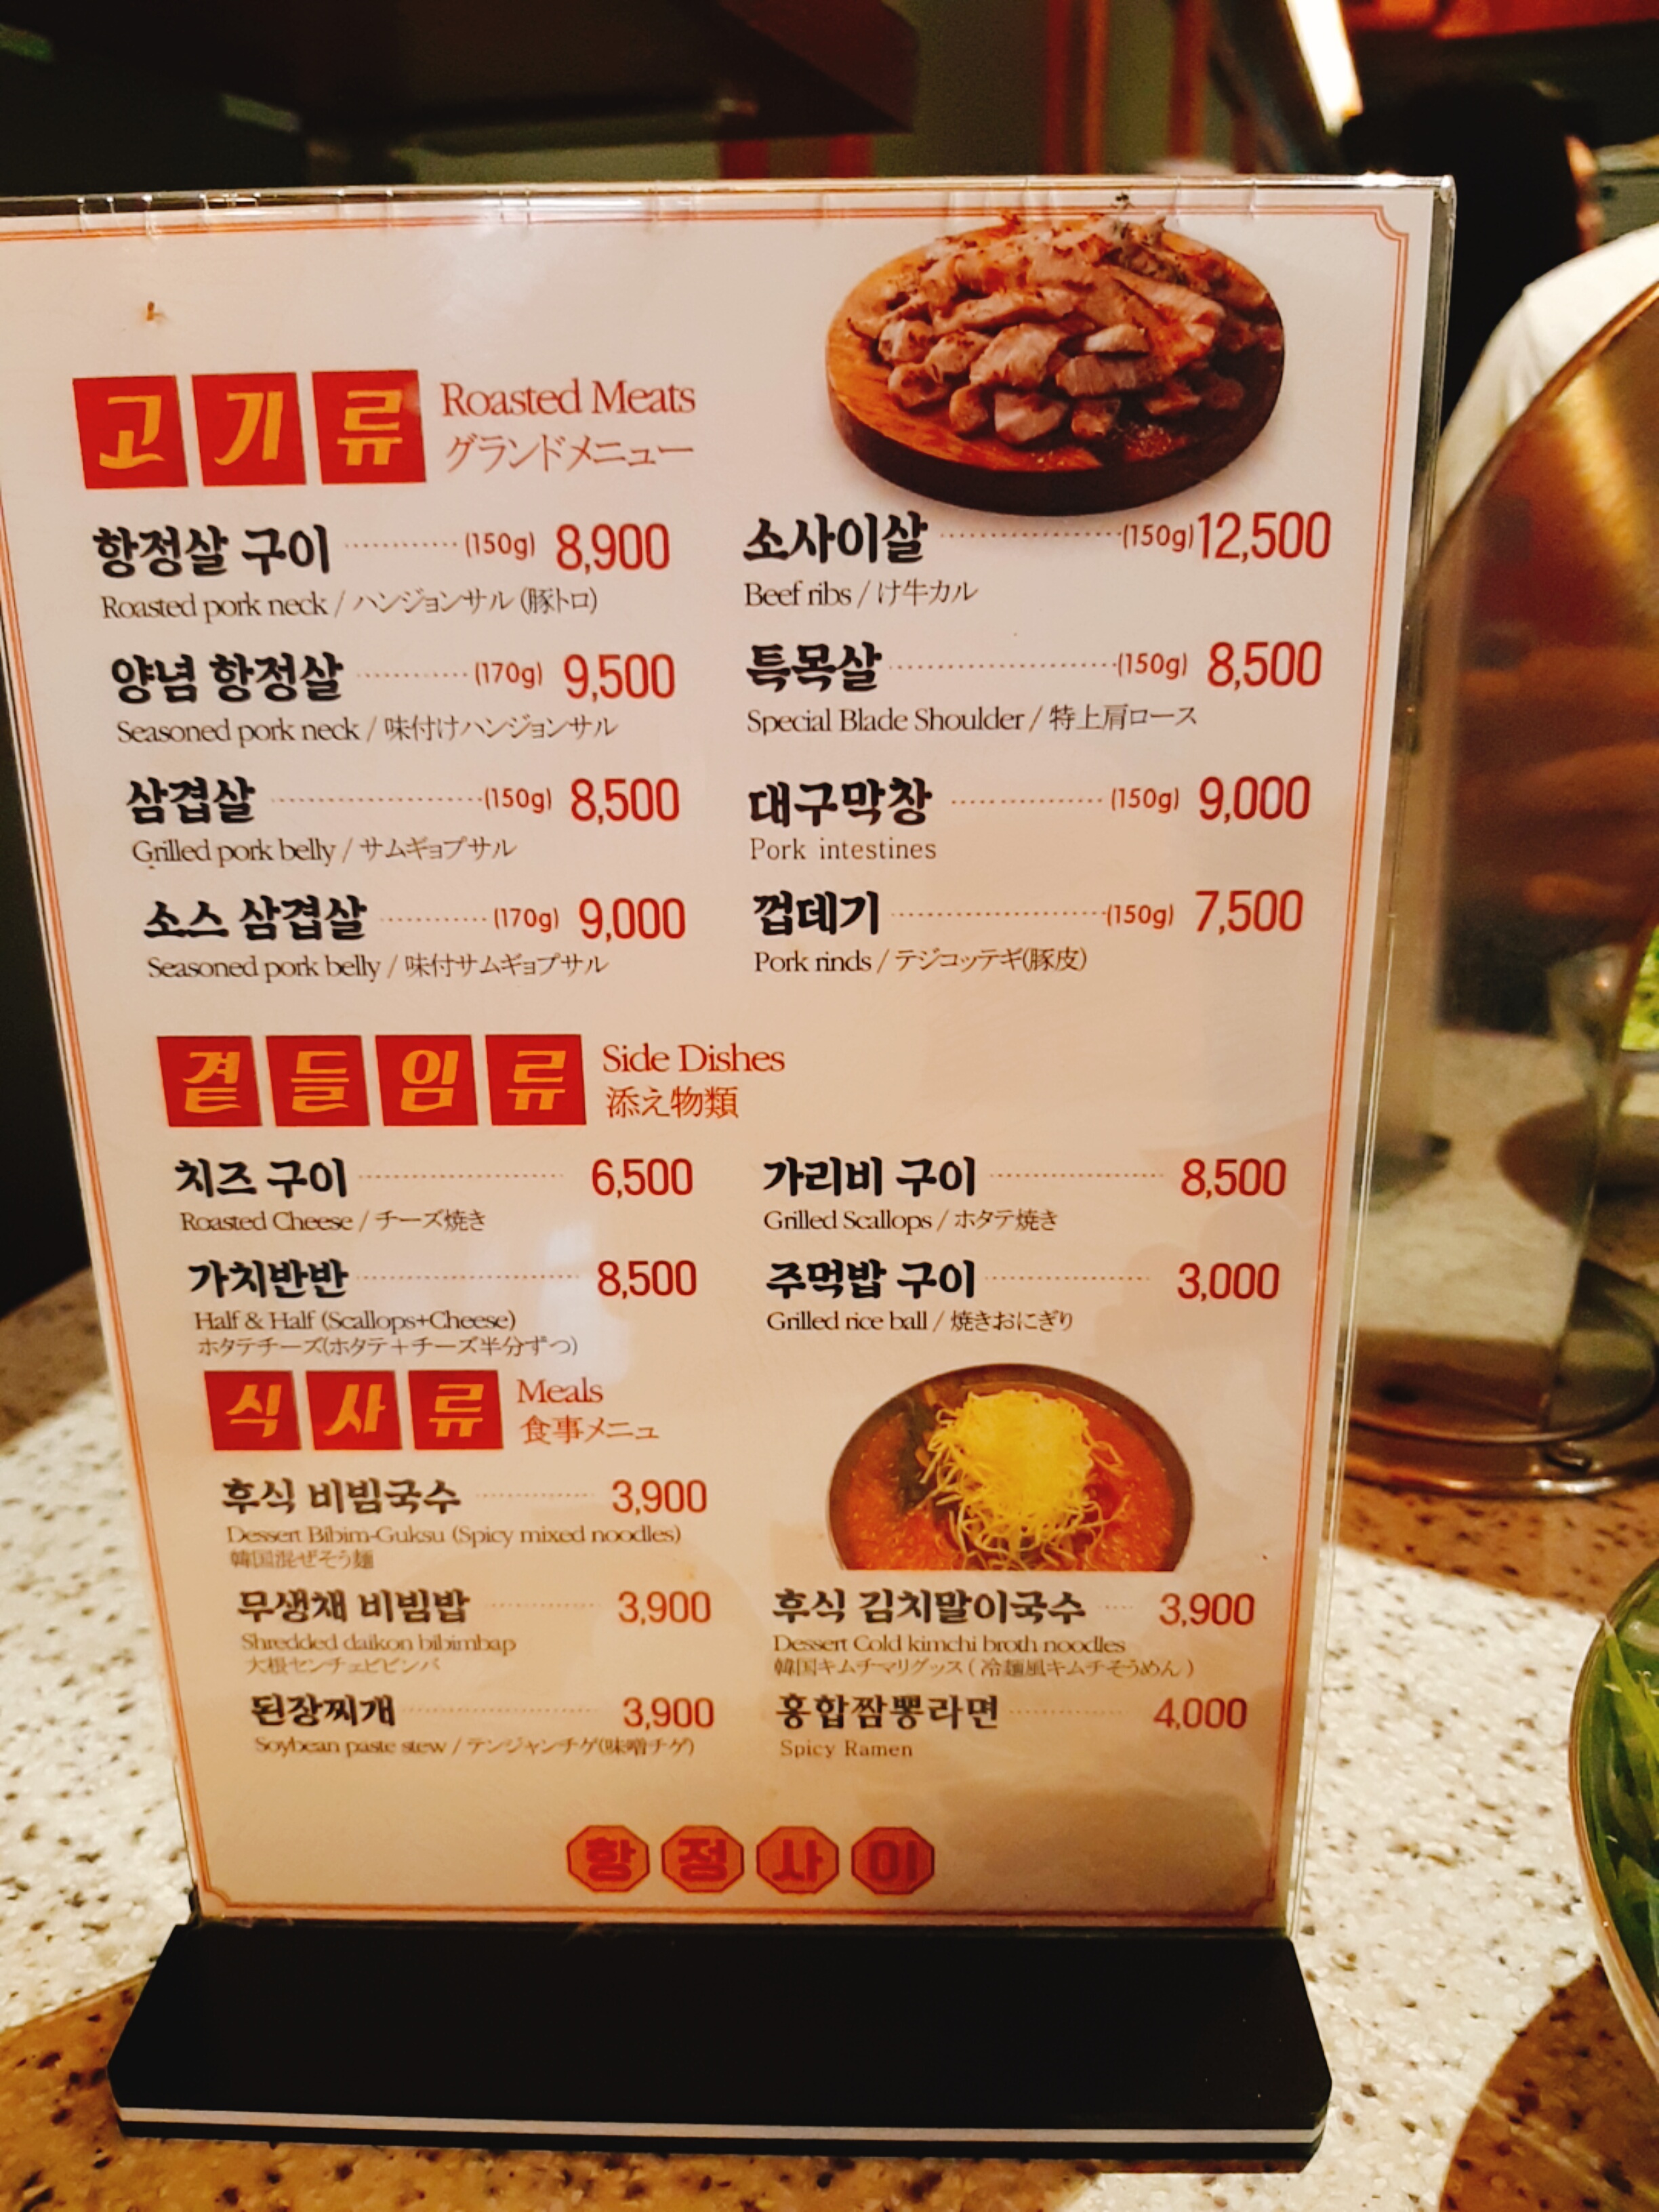 고기류
Roasted Meats
グランドメニュー
항정살 구이 (150g) 8,900
Roasted pork neck / ハンジョンサル (豚トロ)
양념 항정살 (170g) 9,500
Seasoned pork neck / 味付けハンジョンサル
삼겹살 (150g) 8,500
Grilled pork belly / サムギョプサル
소스 삼겹살 (170g) 9,000
Seasoned pork belly / 味付サムギョプサル
소사이살 (150g) 12,500
Beef ribs / け牛カル
특목살 (150g) 8,500
Special Blade Shoulder / 特上肩ロース
대구막창 (150g) 9,000
Pork intestines
껍데기 (150g) 7,500
Pork rinds / テジコッテギ(豚皮)
곁들임류
Side Dishes
添え物類
치즈 구이 6,500
Roasted Cheese / チーズ焼き
가치반반 8,500
Half & Half (Scallops+Cheese)
ホタテチーズ(ホタテ+チーズ半分ずつ)
가리비 구이 8,500
Grilled Scallops / ホタテ焼き
주먹밥 구이 3,000
Grilled rice ball / 焼きおにぎり
식사류
Meals
食事メニュ
후식 비빔국수 3,900
Dessert Bibim-Guksu (Spicy mixed noodles)
韓国混ぜそう麺
무생채 비빔밥 3,900
Shredded daikon bibimbap
大根センチェビビンバ
된장찌개 3,900
Soybean paste stew / テンジャンチゲ(味噌チゲ)
후식 김치말이국수 3,900
Dessert Cold kimchi broth noodles
韓国キムチマリグッス ( 冷麺風キムチそうめん )
홍합짬뽕라면 4,000
Spicy Ramen
항정사이